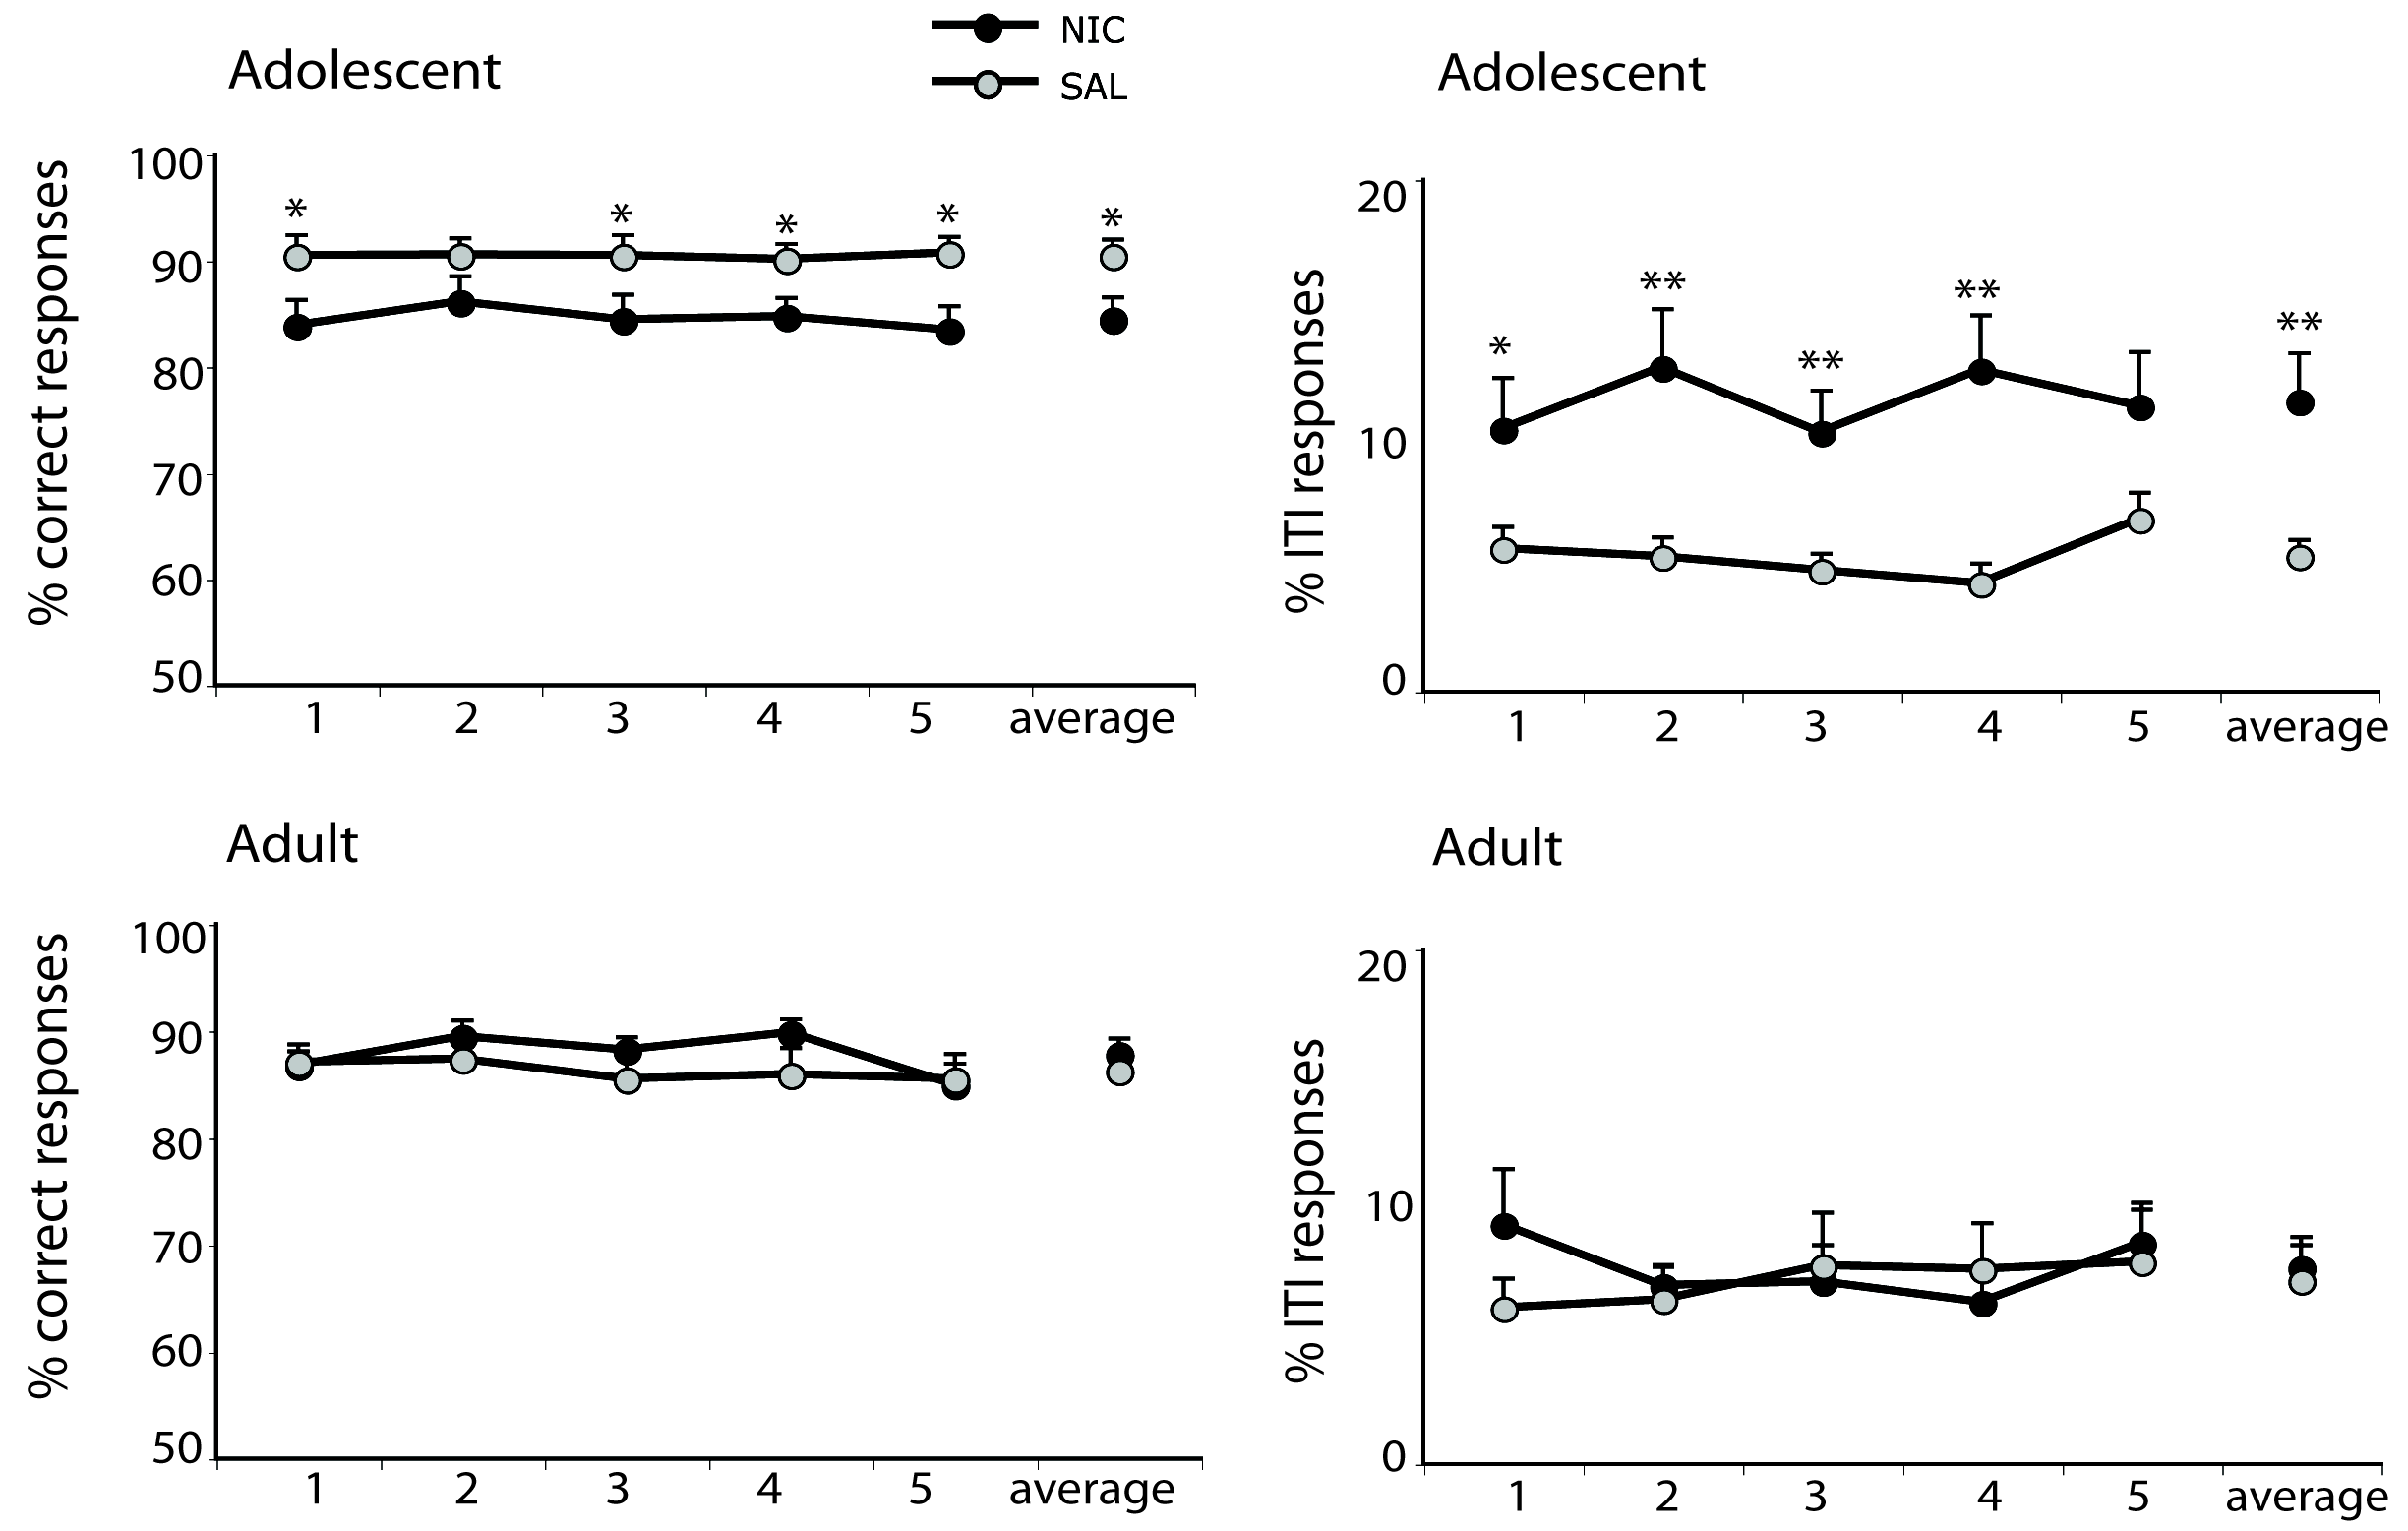 NIC
SAL
Adolescent
% correct responses
100
90
80
70
60
50
* * * * *
1 2 3 4 5 average
Adolescent
% ITI responses
20
10
0
* ** ** ** **
1 2 3 4 5 average
Adult
% correct responses
100
90
80
70
60
50
1 2 3 4 5 average
Adult
% ITI responses
20
10
0
1 2 3 4 5 average